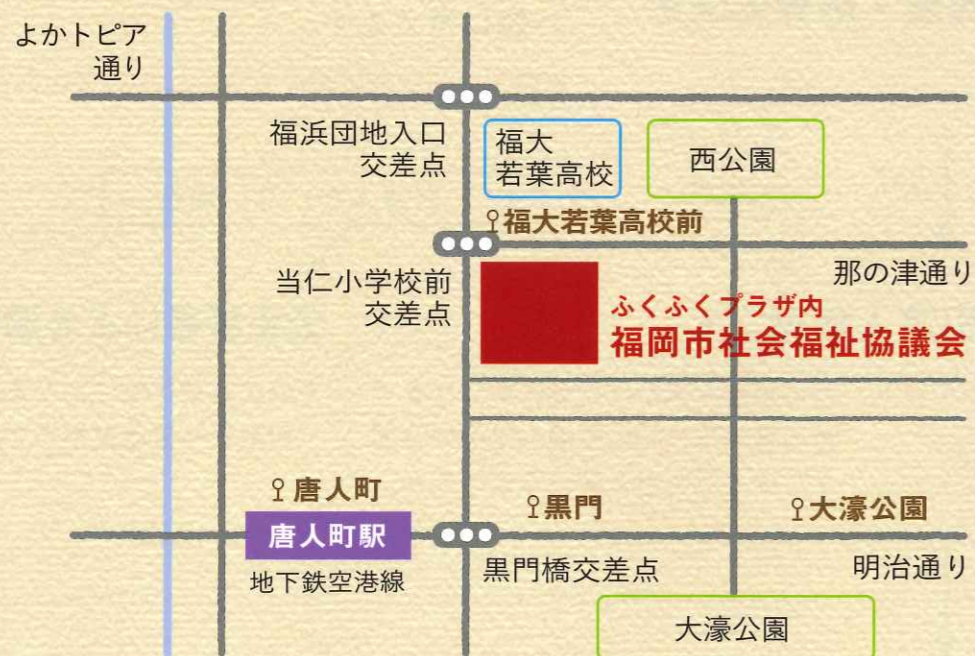 よかトピア
通り
福浜団地入口
交差点
福大
若葉高校
西公園
福大若葉高校前
当仁小学校前
交差点
那の津通り
ふくふくプラザ内
福岡市社会福祉協議会
唐人町
唐人町駅
地下鉄空港線
黒門
黒門橋交差点
大濠公園
明治通り
大濠公園